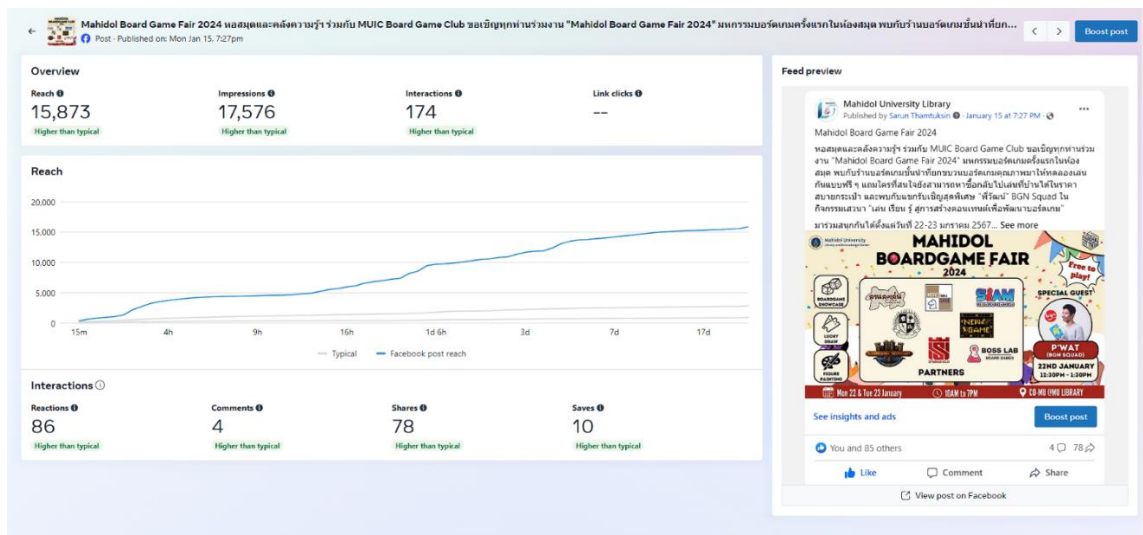 Mahidol Board Game Fair 2024 หอสมุดและคลังความรู้ฯ ร่วมกับ MUIC Board Game Club ขอเชิญทุกท่านร่วมงาน "Mahidol Board Game Fair 2024" มหกรรมบอร์ดเกมครั้งแรกในห้องสมุด พบกับร้านบอร์ดเกมชั้นนำที่ยก...
Post · Published on: Mon Jan 15, 7:27pm
Boost post
Overview
Reach
Impressions
Interactions
Link clicks
15,873
17,576
174
--
Higher than typical
Higher than typical
Higher than typical
Reach
20,000
15,000
10,000
5,000
0
15m 4h 9h 16h 1d 6h 3d 7d 17d
Typical
Facebook post reach
Interactions
Reactions
Comments
Shares
Saves
86
4
78
10
Higher than typical
Higher than typical
Higher than typical
Higher than typical
Feed preview
Mahidol University Library
Published by Sarun Thamtuksin · January 15 at 7:27 PM ·
Mahidol Board Game Fair 2024
หอสมุดและคลังความรู้ฯ ร่วมกับ MUIC Board Game Club ขอเชิญทุกท่านร่วม
งาน "Mahidol Board Game Fair 2024" มหกรรมบอร์ดเกมครั้งแรกในห้อง
สมุด พบกับร้านบอร์ดเกมชั้นนำที่ยกขบวนบอร์ดเกมคุณภาพมาให้ทดลองเล่น
กันแบบฟรี ๆ แถมใครที่สนใจยังสามารถหาซื้อกลับไปเล่นที่บ้านได้ในราคา
สบายกระเป๋า และพบกับแขกรับเชิญสุดพิเศษ "พี่วัฒน์" BGN Squad ใน
กิจกรรมเสวนา "เล่น เรียน รู้ สู่การสร้างคอนเทนต์เพื่อพัฒนาบอร์ดเกม"
มาร่วมสนุกกันได้ตั้งแต่วันที่ 22-23 มกราคม 2567... See more
Mahidol University
MAHIDOL
BOARDGAME FAIR
2024
Free to
play!
BOARDGAME
SHOWCASE
LUCKY
DRAW
FIGURE
PAINTING
SIAM
BOSS LAB
PARTNERS
SPECIAL GUEST
P'WAT
(BGN SQUAD)
22ND JANUARY
12:30PM - 1:30PM
Mon 22 & Tue 23 January
10AM to 7PM
CO-MU @MU LIBRARY
See insights and ads
Boost post
You and 85 others
4
78
Like
Comment
Share
View post on Facebook